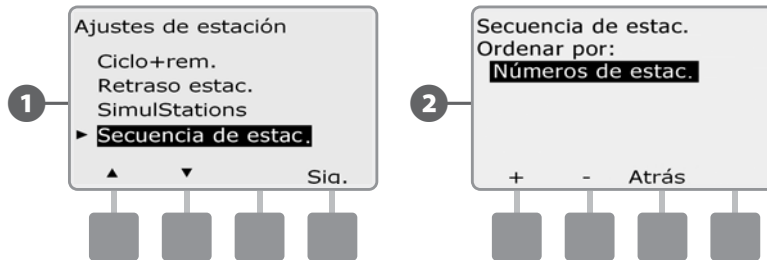 1
Ajustes de estación
Ciclo+rem.
Retraso estac.
SimulStations
► Secuencia de estac.
▲ ▼ Sig.
2
Secuencia de estac.
Ordenar por:
Números de estac.
+ - Atrás